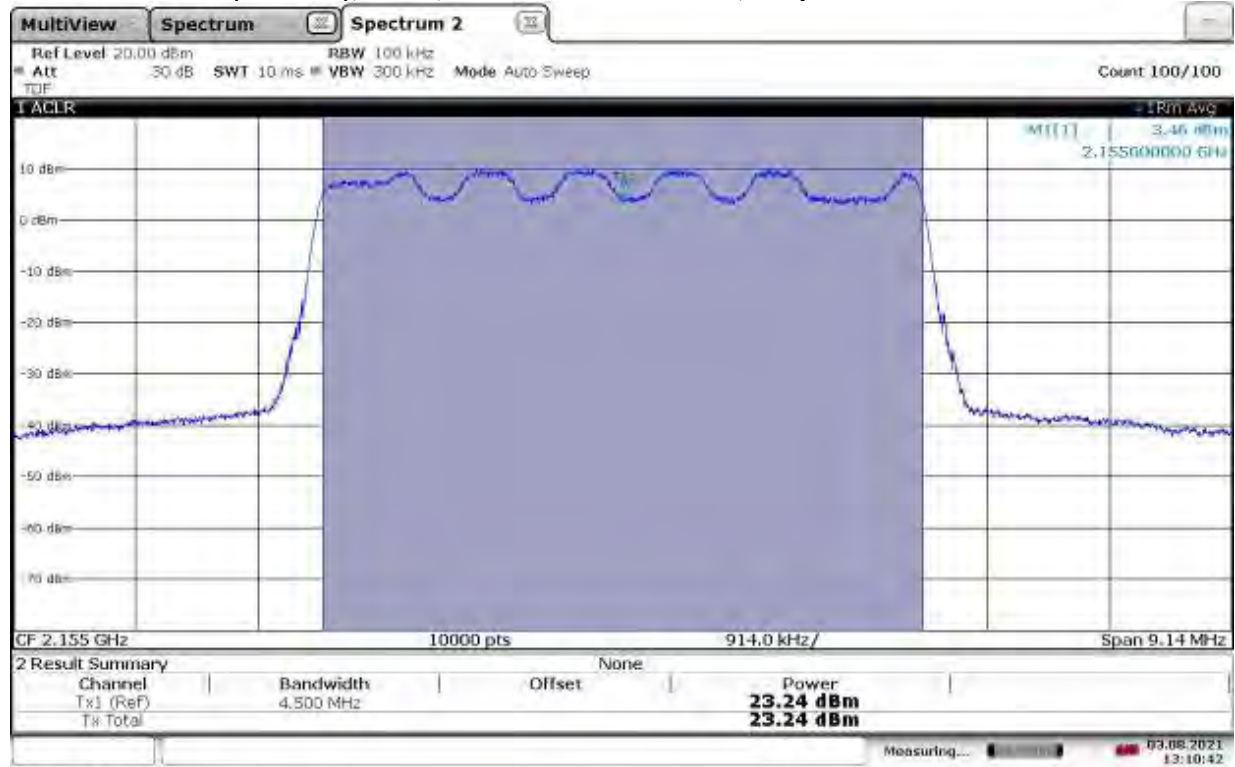 MultiView Spectrum Spectrum 2
Ref Level 20.00 dBm RBW 100 kHz
Att 30 dB SWT 10 ms VBW 300 kHz Mode Auto Sweep Count 100/100
TDF
1 ACLR 1Rm Avg
M1[1] 3.46 dBm
2.155000000 GHz
10 dBm
0 dBm
-10 dBm
-20 dBm
-30 dBm
-40 dBm
-50 dBm
-60 dBm
-70 dBm
CF 2.155 GHz 10000 pts 914.0 kHz/ Span 9.14 MHz
2 Result Summary None
Channel Bandwidth Offset Power
Tx1 (Ref) 4.500 MHz 23.24 dBm
Tx Total 23.24 dBm
Measuring... 03.08.2021
13:10:42